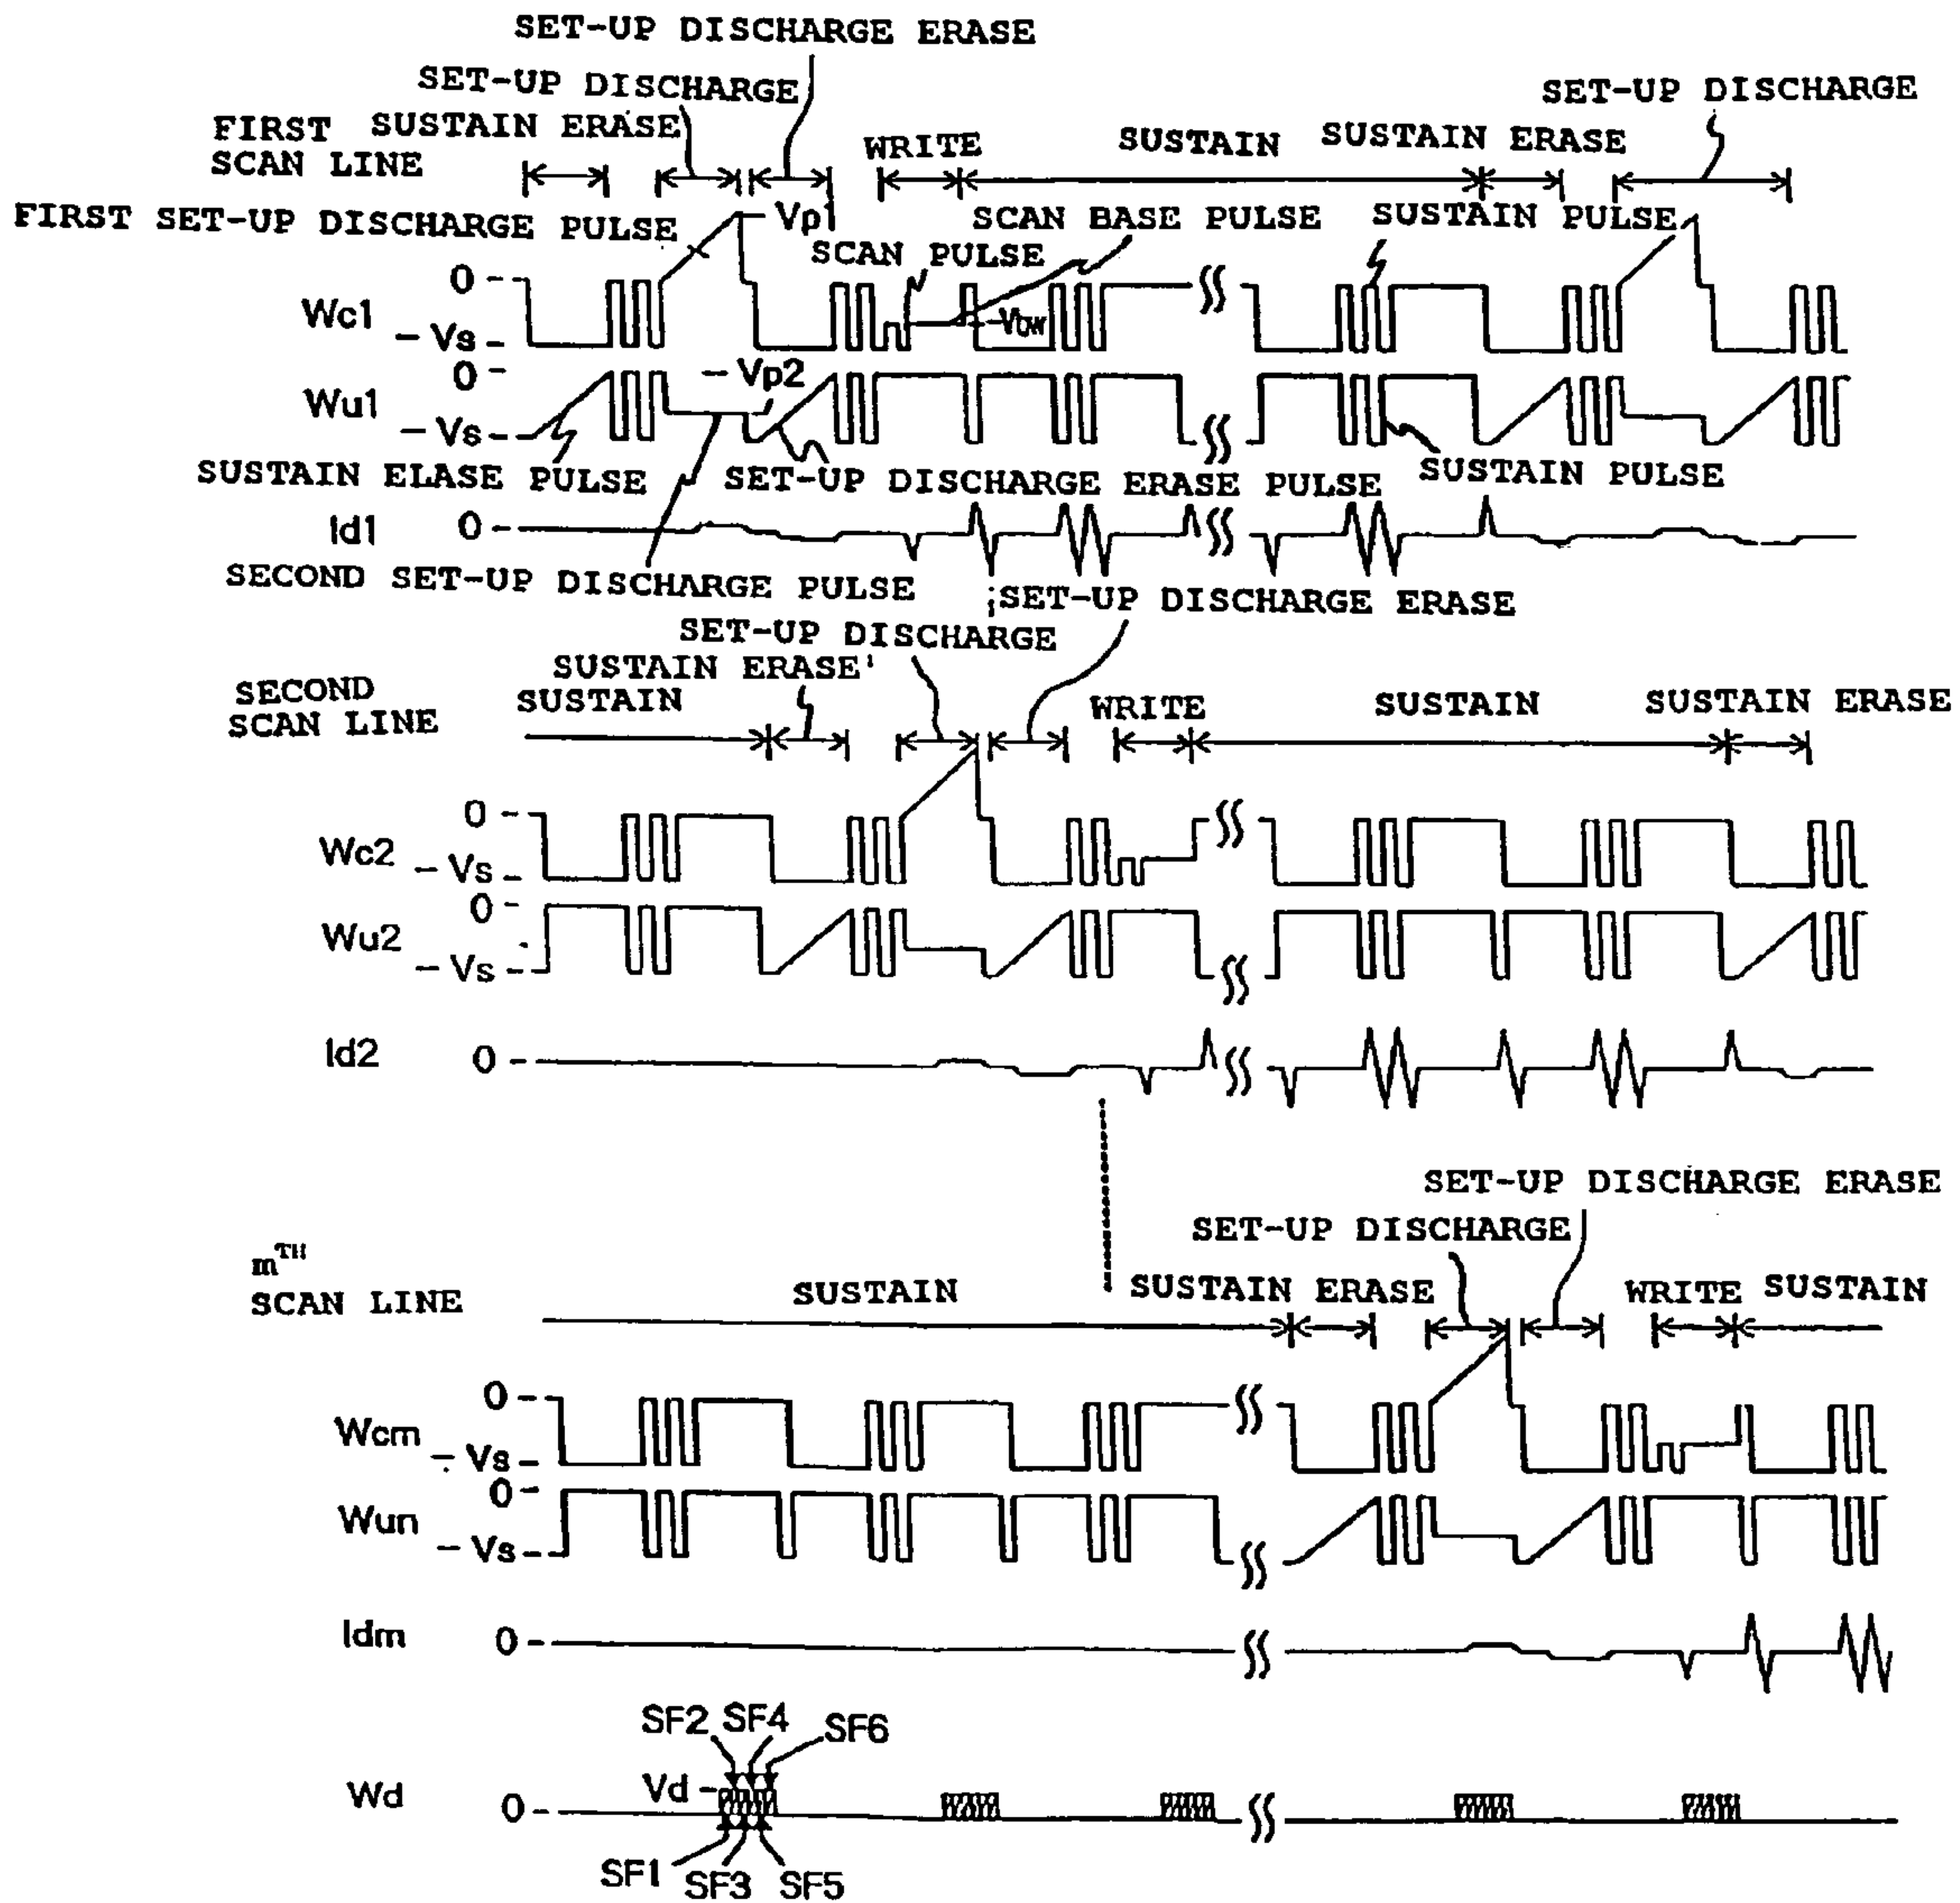 SET-UP DISCHARGE ERASE
SET-UP DISCHARGE
SET-UP DISCHARGE
FIRST SUSTAIN ERASE
SCAN LINE
WRITE
SUSTAIN
SUSTAIN ERASE
FIRST SET-UP DISCHARGE PULSE
Vp1
SCAN BASE PULSE
SUSTAIN PULSE
SCAN PULSE
0
Wc1
-Vbw
-Vs
0
-Vp2
Wu1
-Vs
SUSTAIN ELASE PULSE
SET-UP DISCHARGE ERASE PULSE
SUSTAIN PULSE
Id1
0
SECOND SET-UP DISCHARGE PULSE
SET-UP DISCHARGE ERASE
SET-UP DISCHARGE
SUSTAIN ERASE
SECOND
SCAN LINE
SUSTAIN
WRITE
SUSTAIN
SUSTAIN ERASE
0
Wc2
-Vs
0
Wu2
-Vs
Id2
0
SET-UP DISCHARGE ERASE
SET-UP DISCHARGE
mTH
SCAN LINE
SUSTAIN
SUSTAIN ERASE
WRITE
SUSTAIN
0
Wcm
-Vs
0
Wun
-Vs
Idm
0
SF2 SF4 SF6
Vd
Wd
0
SF1 SF3 SF5